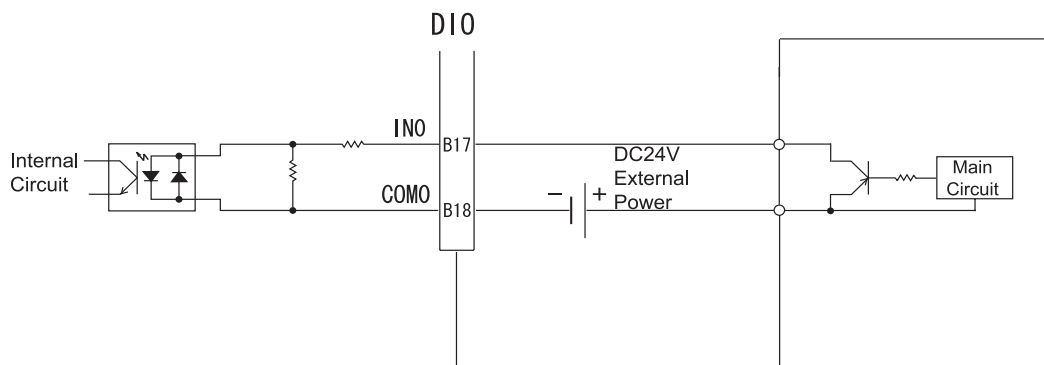 DIO
IN0
B17
DC24V
External
Power
Internal
Circuit
Main
Circuit
COM0
B18
− +